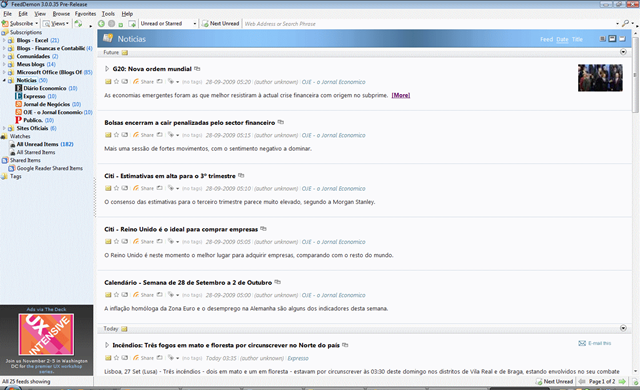 FeedDemon 3.0.0.35 Pre-Release
File Edit View Browser Favorites Tools Help
Subscribe Views Unread or Starred Next Unread Web Address or Search Phrase
Subscriptions
Blogs - Excel (21)
Blogs - Financas e Contabilid
Comunidades (2)
Meus blogs (14)
Microsoft Office (Blogs Of (85
Noticias (50)
Diário Economico (10)
Expresso (10)
Jornal de Negócios (10)
OJE - o Jornal Economi (10)
Publico. (10)
Sites Oficiais (6)
Watches
All Unread Items (182)
All Starred Items
Shared Items
Google Reader Shared Items
Tags
Ads via The Deck
UX INTENSIVE
Join us November 2-5 in Washington
DC for the premier UX workshop
series!
All 25 feeds showing
Noticias
Feed Date Title
Future
G20: Nova ordem mundial
Share (no tags) 28-09-2009 05:20 (author unknown) OJE - o Jornal Economico
As economias emergentes foram as que melhor resistiram à actual crise financeira com origem no subprime. [More]
Bolsas encerram a cair penalizadas pelo sector financeiro
Share (no tags) 28-09-2009 05:15 (author unknown) OJE - o Jornal Economico
Mais uma sessão de fortes movimentos, com o sentimento negativo a dominar.
Citi - Estimativas em alta para o 3º trimestre
Share (no tags) 28-09-2009 05:10 (author unknown) OJE - o Jornal Economico
O consenso das estimativas para o terceiro trimestre parece muito elevado, segundo a Morgan Stanley.
Citi - Reino Unido é o ideal para comprar empresas
Share (no tags) 28-09-2009 05:05 (author unknown) OJE - o Jornal Economico
O Reino Unido é neste momento o melhor lugar para adquirir empresas, comparando com o resto do mundo.
Calendário - Semana de 28 de Setembro a 2 de Outubro
Share (no tags) 28-09-2009 05:00 (author unknown) OJE - o Jornal Economico
A inflação homóloga da Zona Euro e o desemprego na Alemanha são alguns dos indicadores desta semana.
Today
Incêndios: Três fogos em mato e floresta por circunscrever no Norte do país
E-mail this
Share (no tags) Today 03:35 (author unknown) Expresso
Lisboa, 27 Set (Lusa) - Três incêndios - dois em mato e um em floresta - estavam por circunscrever às 03:30 deste domingo nos distritos de Vila Real e de Braga, estando envolvidos no seu combate
Next Unread Page 1 of 2